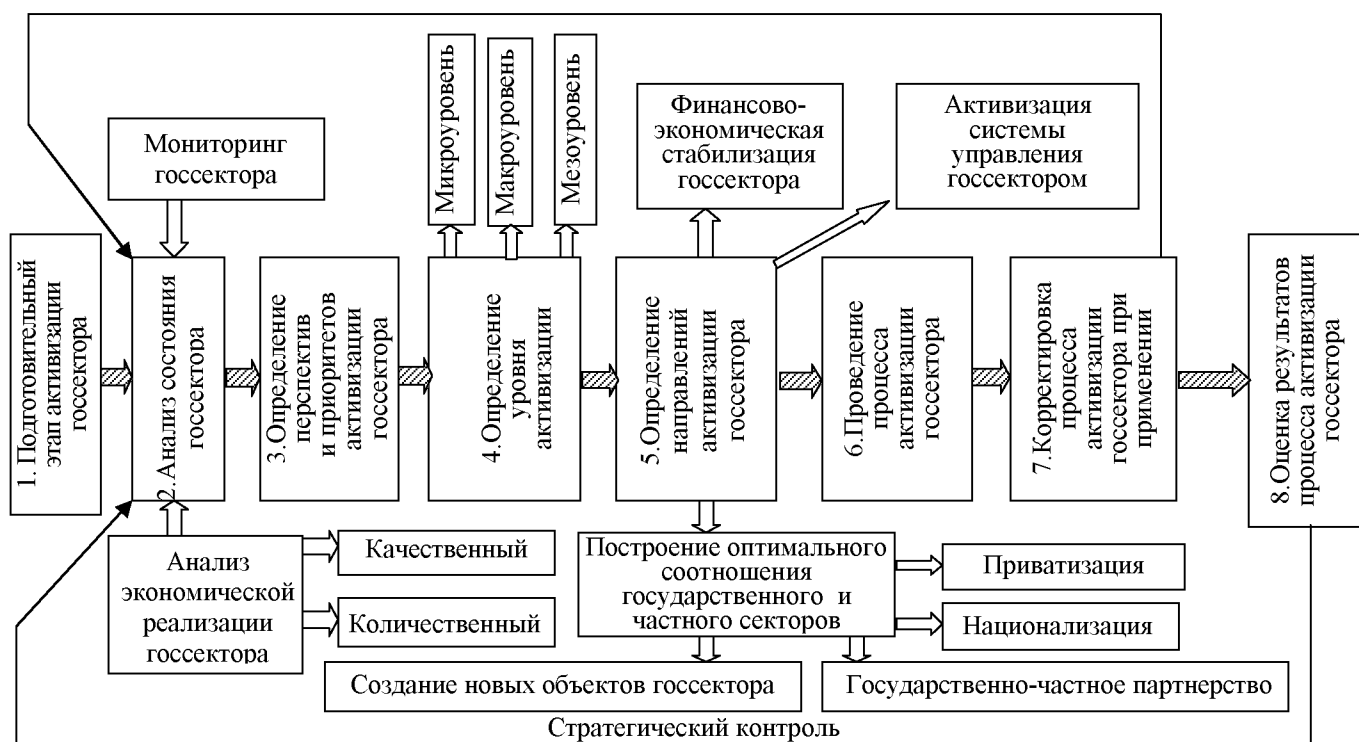 Микроуровень
Макроуровень
Мезоуровень
Финансово-
экономическая
стабилизация
госсектора
Активизация
системы
управления
госсектором
Мониторинг
госсектора
1. Подготовительный
этап активизации
госсектора
2.Анализ состояния
госсектора
3.Определение
перспектив
и приоритетов
активизации
госсектора
4.Определение
уровня
активизации
5.Определение
направлений
активизации
госсектора
6.Проведение
процесса
активизации
госсектора
7.Корректировка
процесса
активизации
госсектора при
применении
8.Оценка результатов
процесса активизации
госсектора
Анализ
экономической
реализации
госсектора
Качественный
Количественный
Построение оптимального
соотношения
государственного и
частного секторов
Приватизация
Национализация
Создание новых объектов госсектора
Государственно-частное партнерство
Стратегический контроль